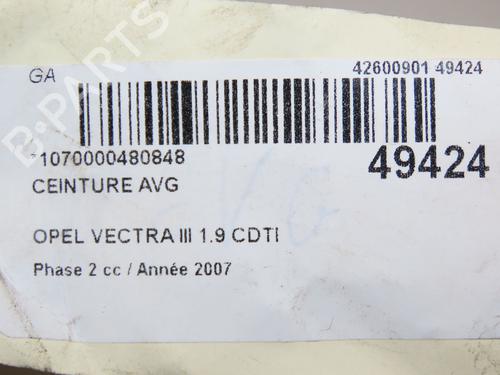 GA
42600901 49424
*1070000480848
49424
CEINTURE AVG
OPEL VECTRA III 1.9 CDTI
Phase 2 cc / Année 2007
B-PARTS